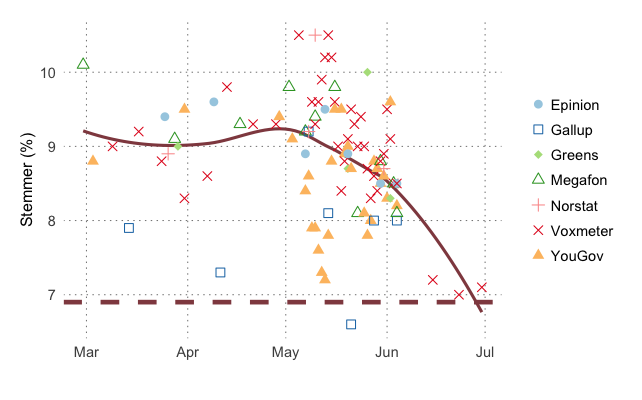 Stemmer (%)
10
9
8
7
Mar
Apr
May
Jun
Jul
Epinion
Gallup
Greens
Megafon
Norstat
Voxmeter
YouGov